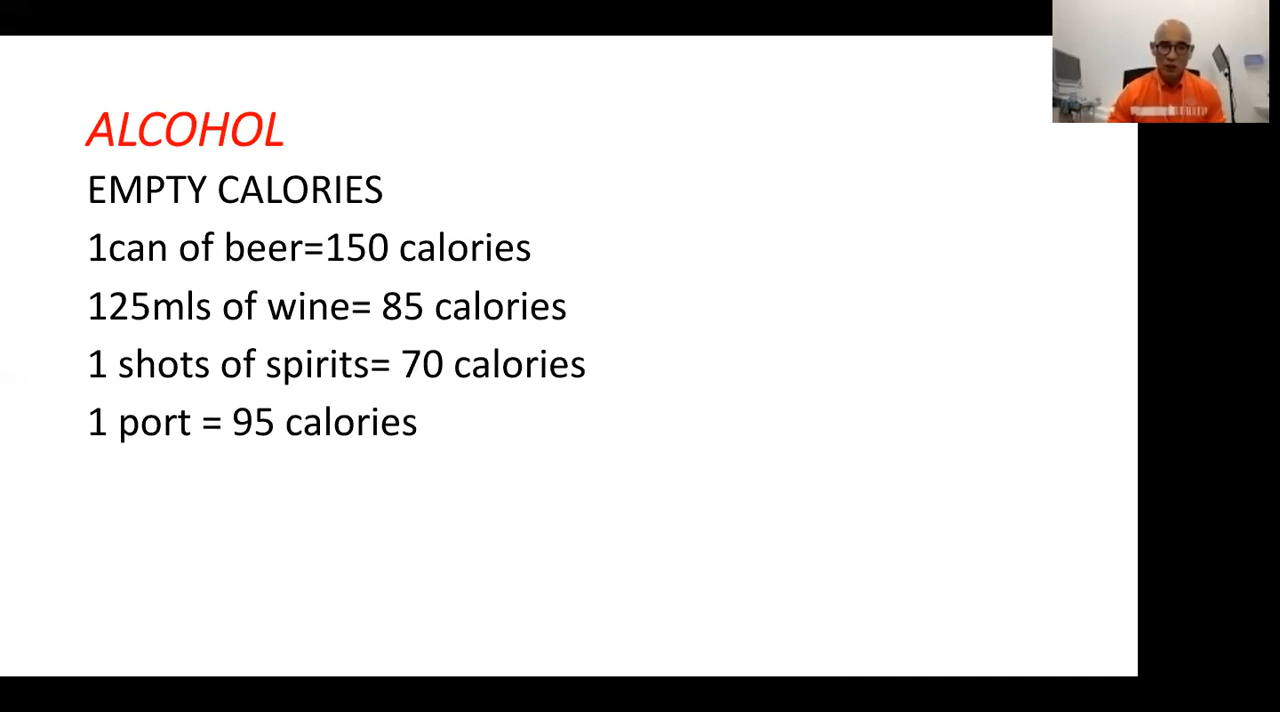 ALCOHOL
EMPTY CALORIES
1can of beer=150 calories
125mls of wine= 85 calories
1 shots of spirits= 70 calories
1 port = 95 calories